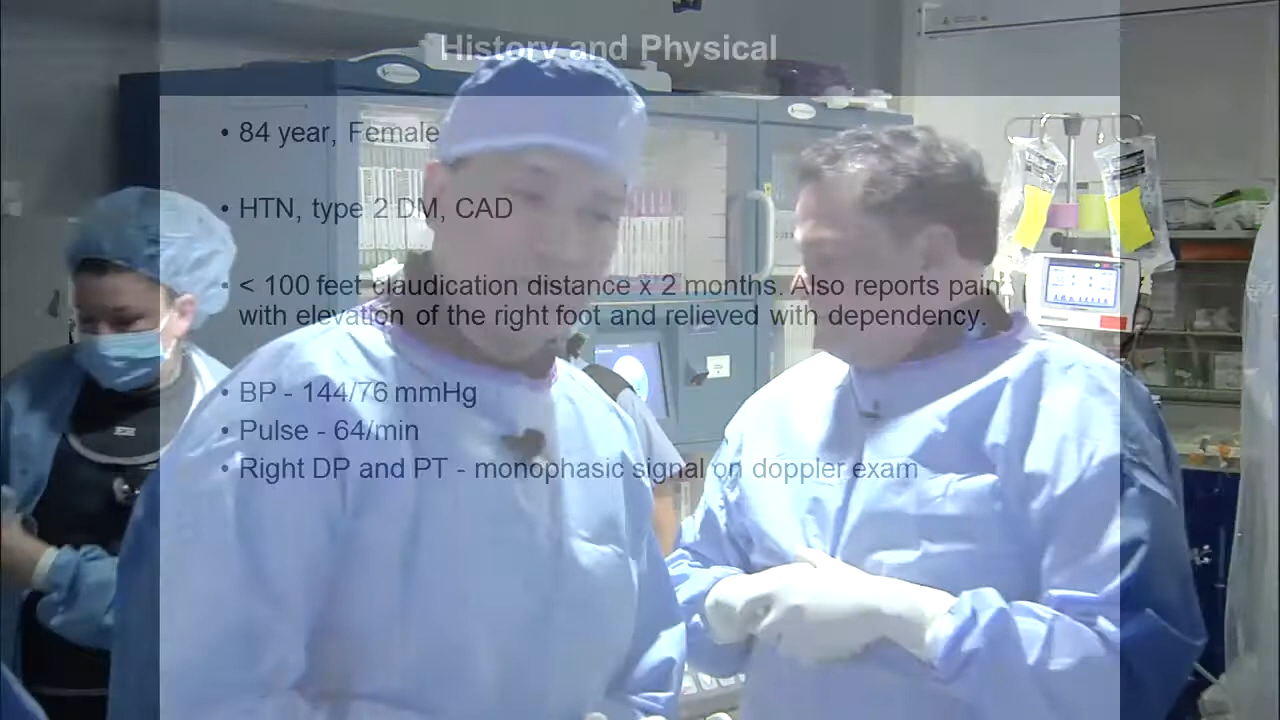 History and Physical
• 84 year, Female
• HTN, type 2 DM, CAD
• < 100 feet claudication distance x 2 months. Also reports pain
with elevation of the right foot and relieved with dependency.
• BP - 144/76 mmHg
• Pulse - 64/min
• Right DP and PT - monophasic signal on doppler exam